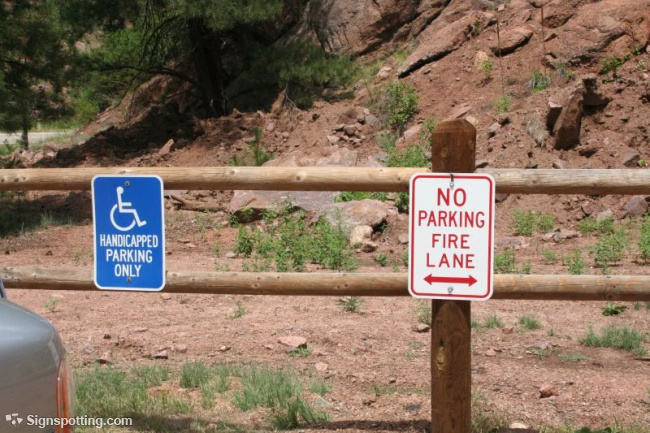 HANDICAPPED
PARKING
ONLY
NO
PARKING
FIRE
LANE
Signspotting.com